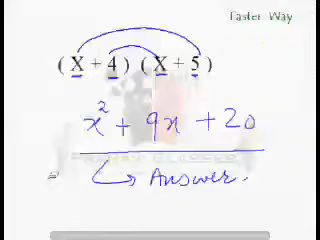 Faster Way
( X + 4 ) ( X + 5 )
x² + 9x + 20
Answer.